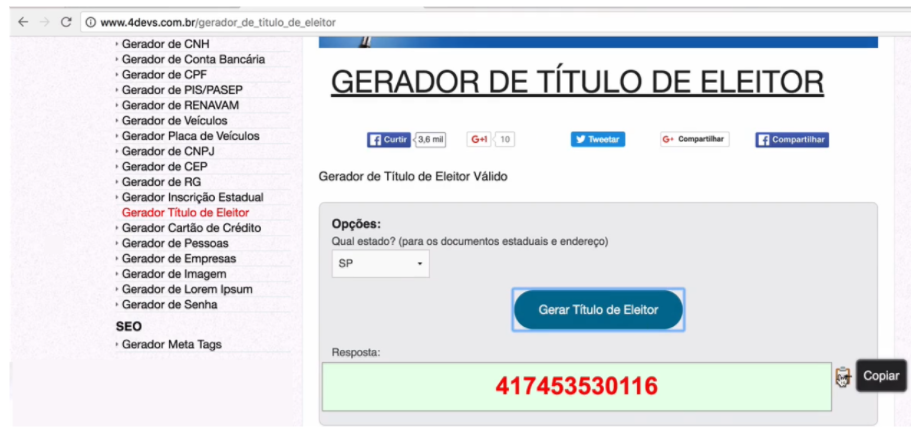 www.4devs.com.br/gerador_de_titulo_de_eleitor
Gerador de CNH
Gerador de Conta Bancária
Gerador de CPF
Gerador de PIS/PASEP
Gerador de RENAVAM
Gerador de Veículos
Gerador Placa de Veículos
Gerador de CNPJ
Gerador de CEP
Gerador de RG
Gerador Inscrição Estadual
Gerador Título de Eleitor
Gerador Cartão de Crédito
Gerador de Pessoas
Gerador de Empresas
Gerador de Imagem
Gerador de Lorem Ipsum
Gerador de Senha
SEO
Gerador Meta Tags
GERADOR DE TÍTULO DE ELEITOR
Curtir 3,6 mil G+1 10 Tweetar G+ Compartilhar Compartilhar
Gerador de Título de Eleitor Válido
Opções:
Qual estado? (para os documentos estaduais e endereço)
SP
Gerar Título de Eleitor
Resposta:
417453530116
Copiar